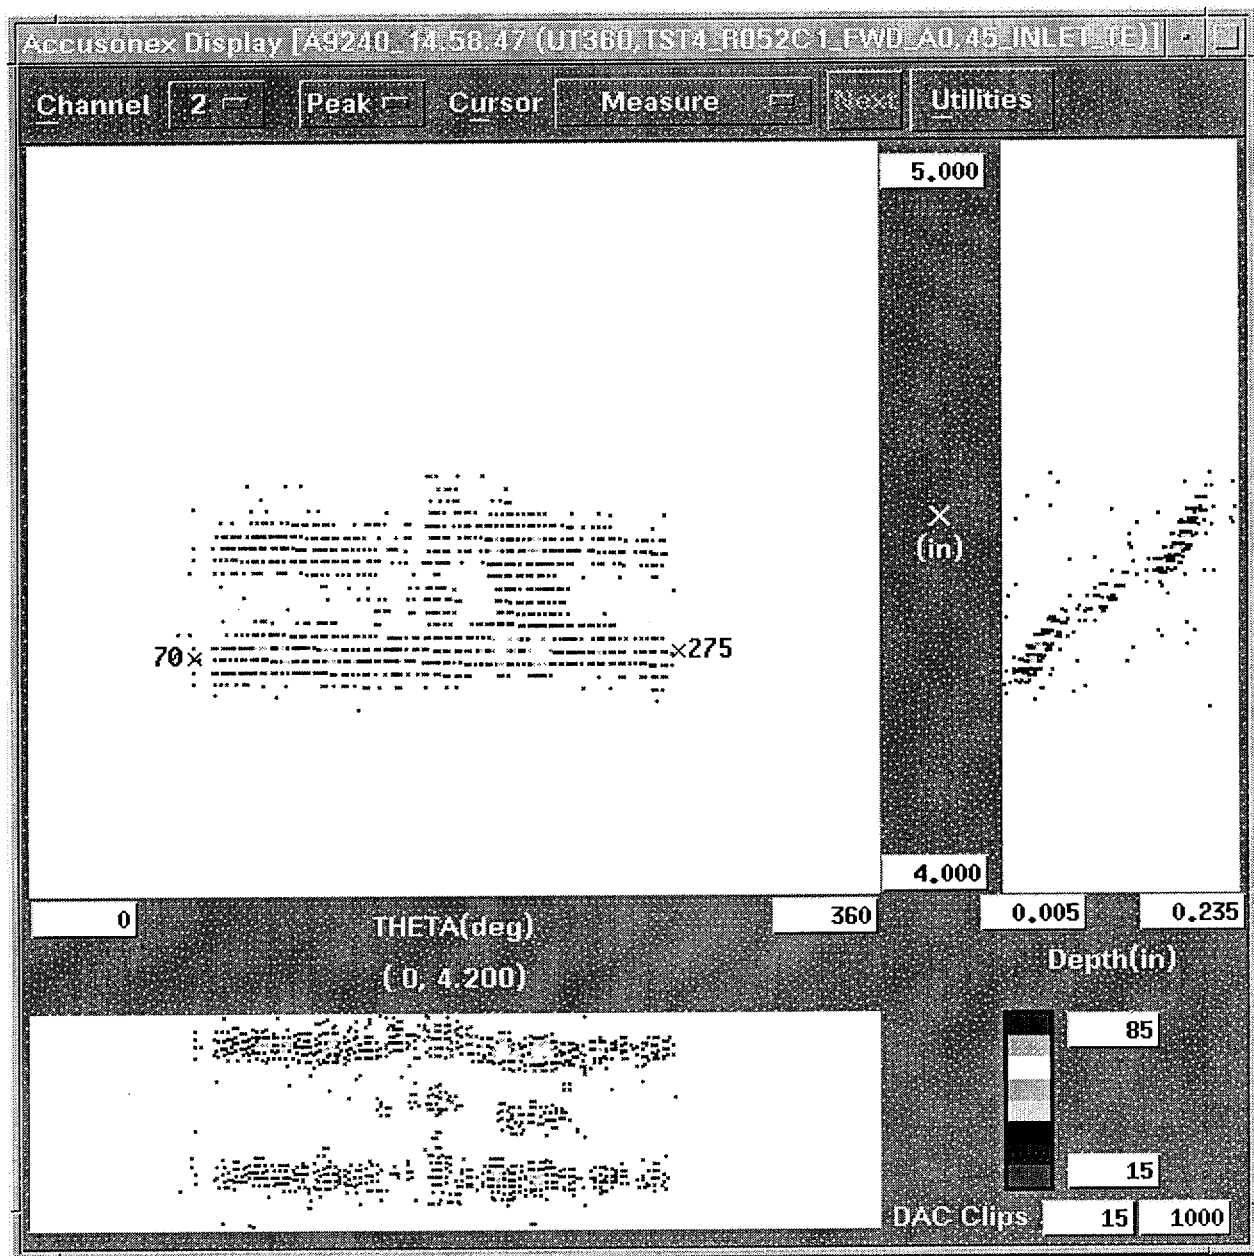 Accusonex Display [A9240_14.58.47 (UT360,TST4_R052C1_FWD_A0,45_INLET_TE)]
Channel 2 Peak Cursor Measure Next Utilities
5.000
X
(in)
70 275
4.000
0 THETA(deg) 360 0.005 0.235
( 0, 4.200) Depth(in)
85
15
DAC Clips 15 1000